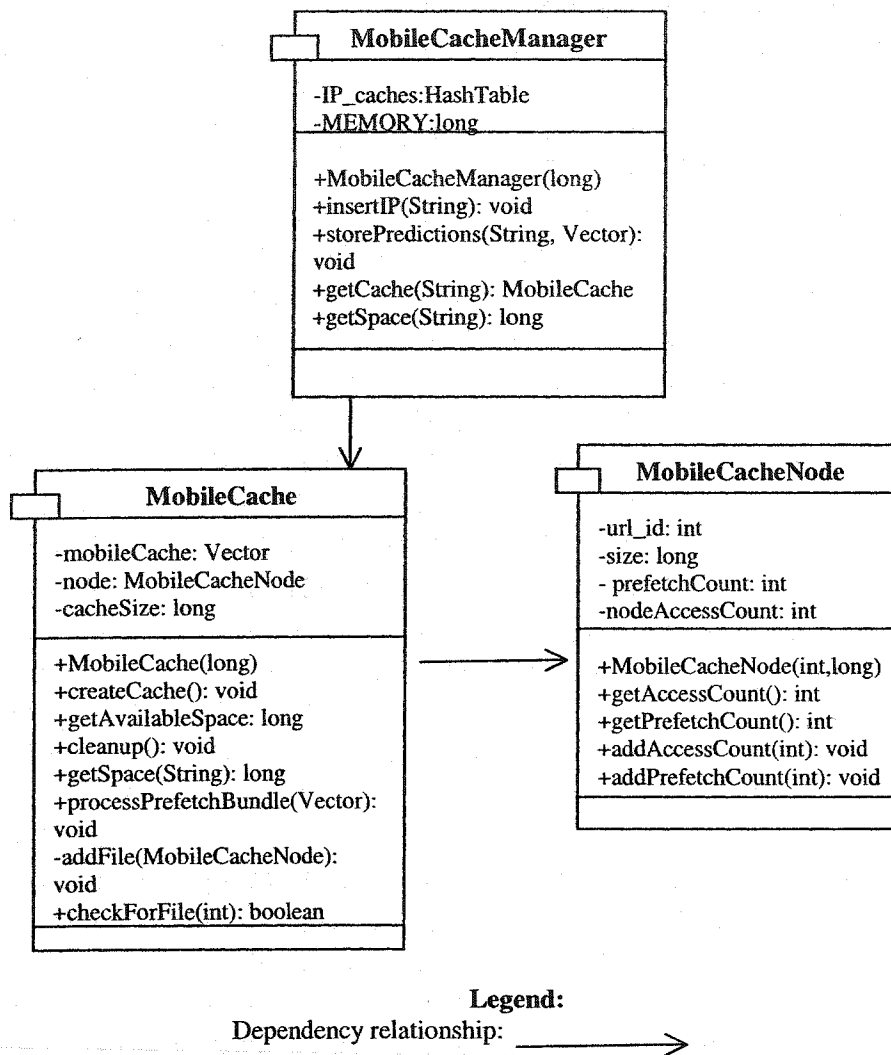 MobileCacheManager
-IP_caches:HashTable
-MEMORY:long
+MobileCacheManager(long)
+insertIP(String): void
+storePredictions(String, Vector):
void
+getCache(String): MobileCache
+getSpace(String): long
MobileCache
-mobileCache: Vector
-node: MobileCacheNode
-cacheSize: long
+MobileCache(long)
+createCache(): void
+getAvailableSpace: long
+cleanup(): void
+getSpace(String): long
+processPrefetchBundle(Vector):
void
-addFile(MobileCacheNode):
void
+checkForFile(int): boolean
MobileCacheNode
-url_id: int
-size: long
- prefetchCount: int
-nodeAccessCount: int
+MobileCacheNode(int,long)
+getAccessCount(): int
+getPrefetchCount(): int
+addAccessCount(int): void
+addPrefetchCount(int): void
Legend:
Dependency relationship: